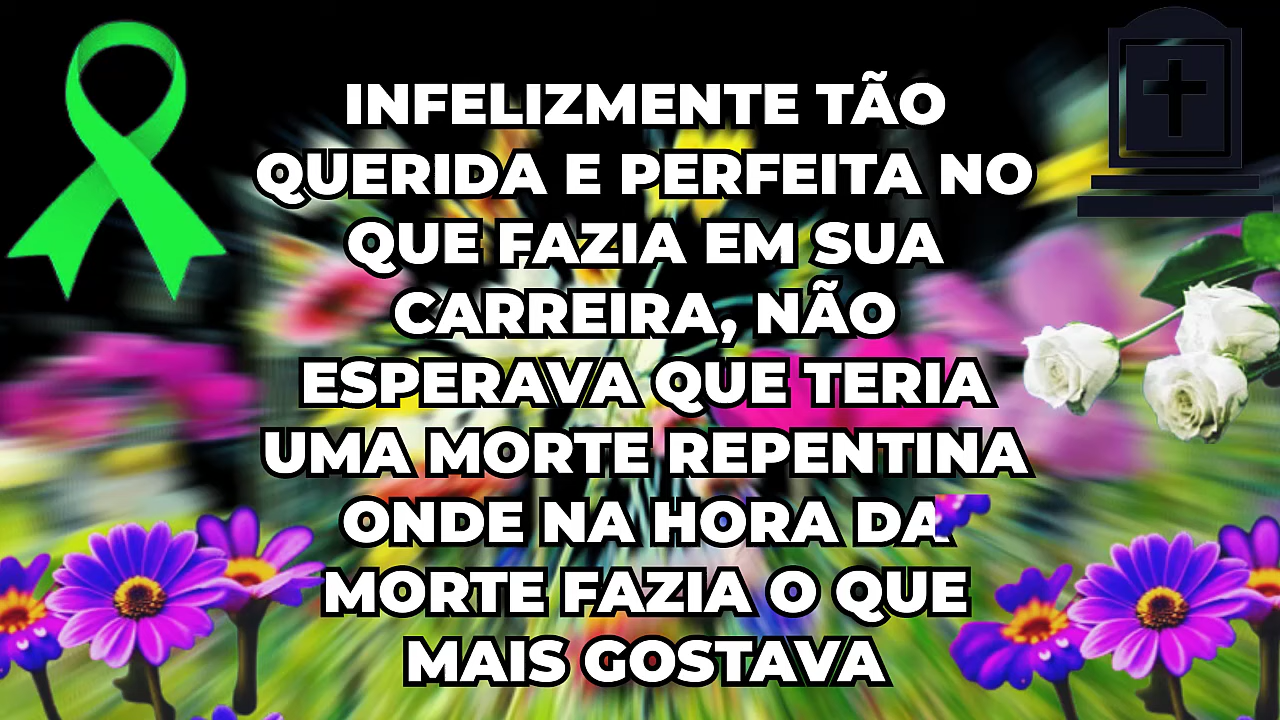 INFELIZMENTE TÃO
QUERIDA E PERFEITA NO
QUE FAZIA EM SUA
CARREIRA, NÃO
ESPERAVA QUE TERIA
UMA MORTE REPENTINA
ONDE NA HORA DA
MORTE FAZIA O QUE
MAIS GOSTAVA